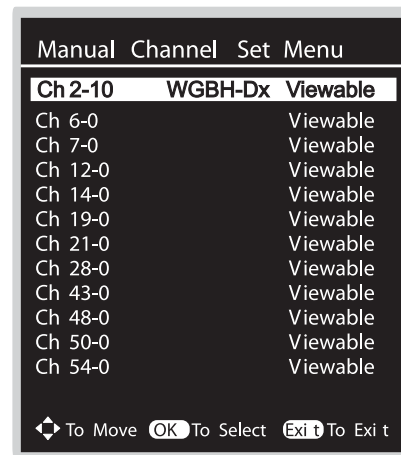 Manual Channel Set Menu
Ch 2-10 WGBH-Dx Viewable
Ch 6-0 Viewable
Ch 7-0 Viewable
Ch 12-0 Viewable
Ch 14-0 Viewable
Ch 19-0 Viewable
Ch 21-0 Viewable
Ch 28-0 Viewable
Ch 43-0 Viewable
Ch 48-0 Viewable
Ch 50-0 Viewable
Ch 54-0 Viewable
To Move OK To Select Exi t To Exi t